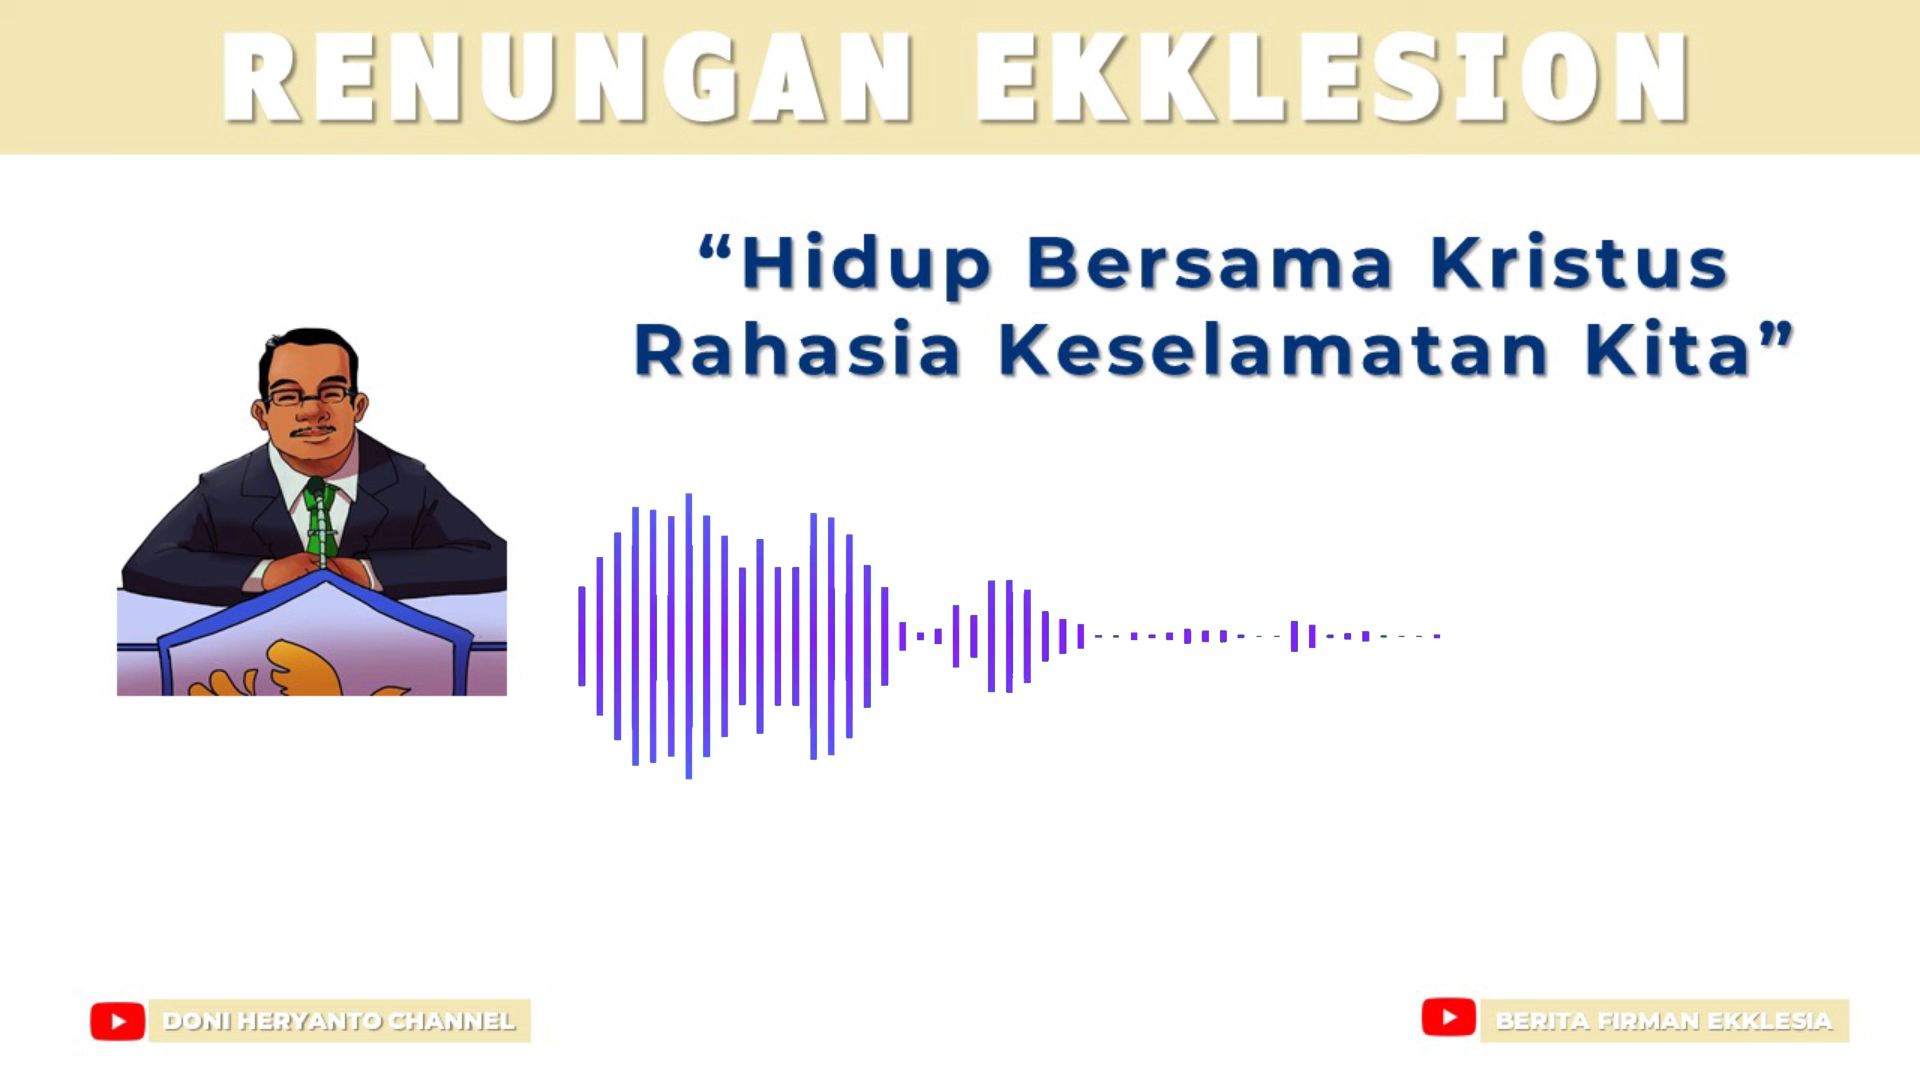 RENUNGAN EKKLESION
“Hidup Bersama Kristus
Rahasia Keselamatan Kita”
DONI HERYANTO CHANNEL
BERITA FIRMAN EKKLESIA